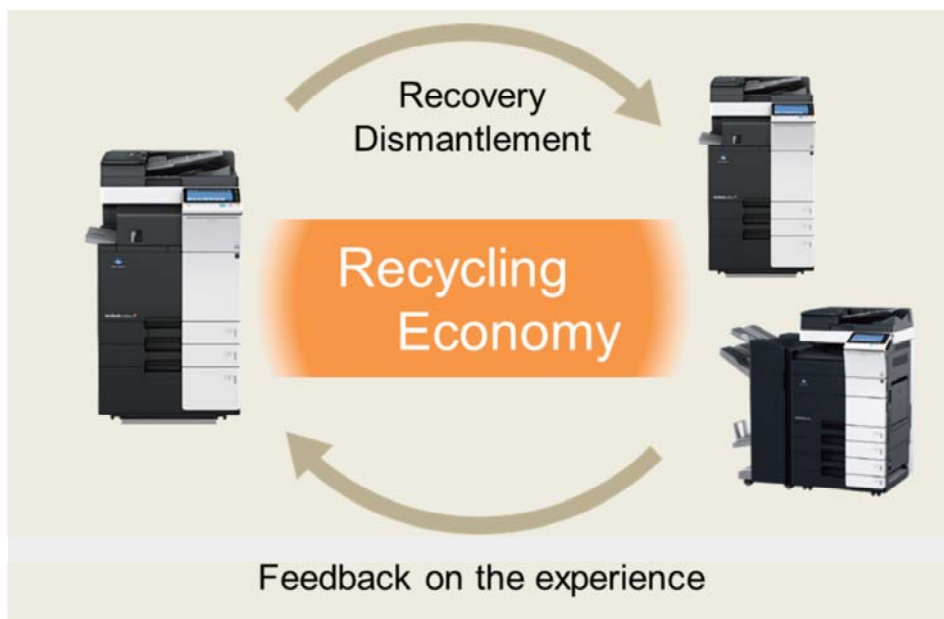 Recovery
Dismantlement
Recycling
Economy
Feedback on the experience